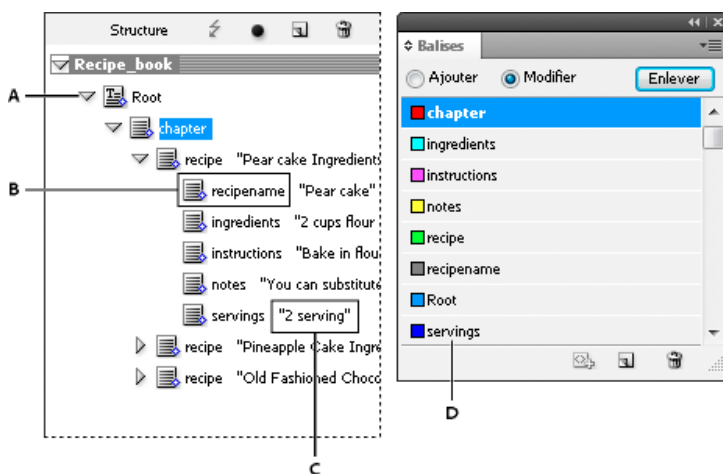 Structure
Recipe_book
A
Root
chapter
recipe "Pear cake Ingredients
B
recipename "Pear cake"
ingredients "2 cups flour
instructions "Bake in flou
notes "You can substitute
servings "2 serving"
recipe "Pineapple Cake Ingre
recipe "Old Fashioned Choco
C
Balises
Ajouter
Modifier
Enlever
chapter
ingredients
instructions
notes
recipe
recipename
Root
servings
D